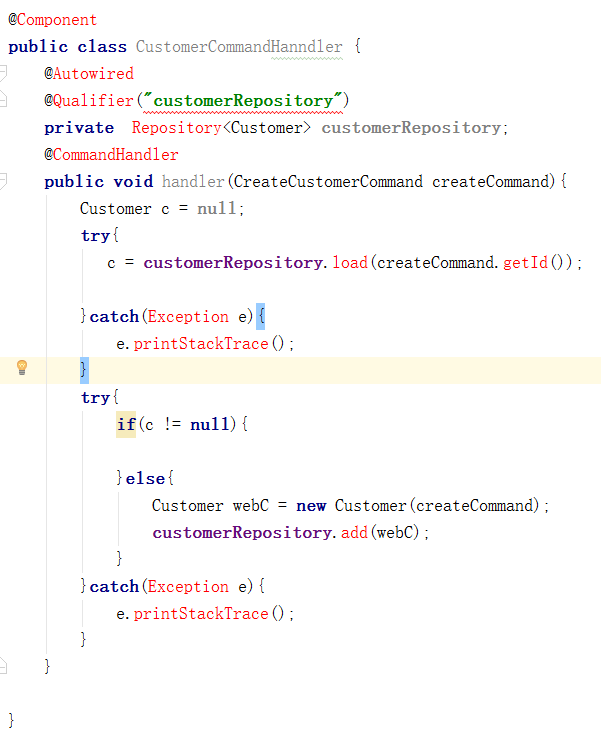 @Component
public class CustomerCommandHanndler {
@Autowired
@Qualifier("customerRepository")
private  Repository<Customer> customerRepository;
@CommandHandler
public void handler(CreateCustomerCommand createCommand){
Customer c = null;
try{
c = customerRepository.load(createCommand.getId());
}catch(Exception e){
e.printStackTrace();
}
try{
if(c != null){
}else{
Customer webC = new Customer(createCommand);
customerRepository.add(webC);
}
}catch(Exception e){
e.printStackTrace();
}
}
}